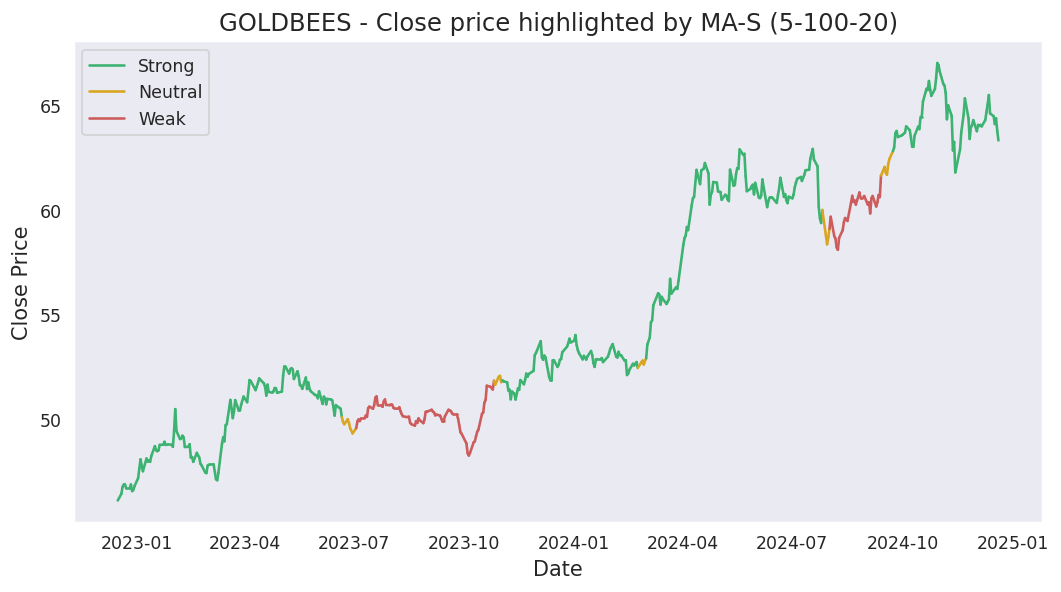 GOLDBEES - Close price highlighted by MA-S (5-100-20)
Strong
Neutral
Weak
65
60
55
50
Close Price
2023-01 2023-04 2023-07 2023-10 2024-01 2024-04 2024-07 2024-10 2025-01
Date